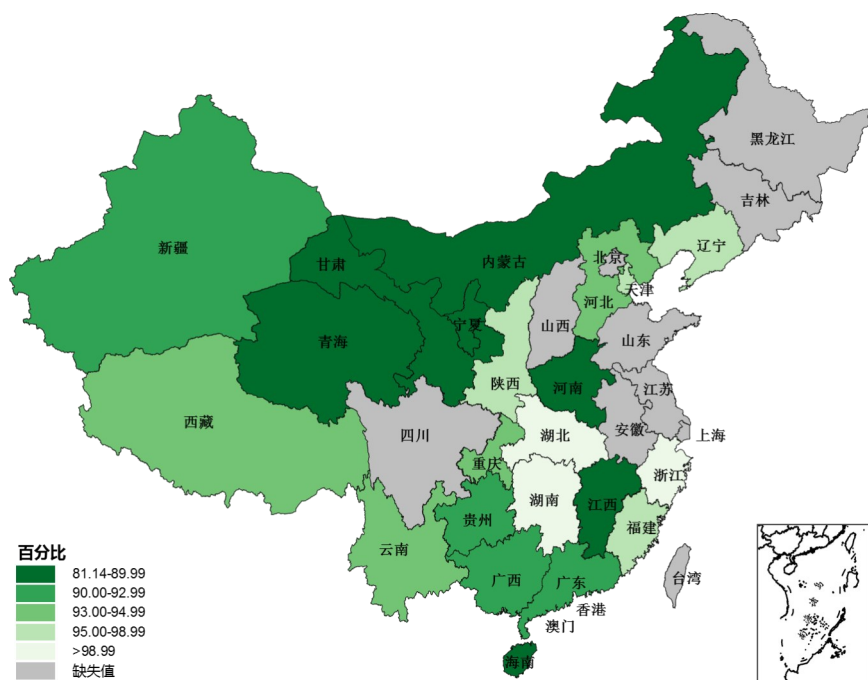 黑龙江
吉林
辽宁
新疆
甘肃
内蒙古
北京
天津
河北
宁夏
山西
青海
山东
陕西
河南
西藏
江苏
四川
湖北
安徽
上海
重庆
浙江
湖南
江西
贵州
福建
云南
广西
广东
台湾
香港
澳门
海南
百分比
81.14-89.99
90.00-92.99
93.00-94.99
95.00-98.99
>98.99
缺失值